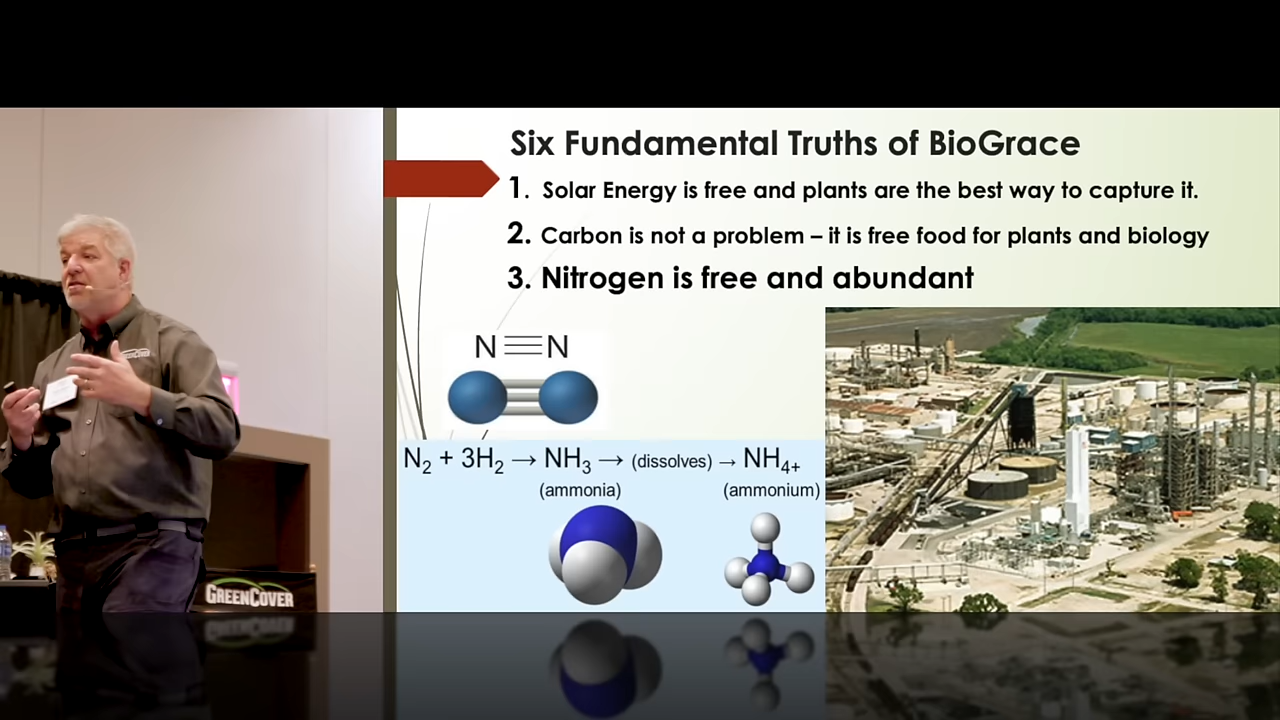 Six Fundamental Truths of BioGrace
1. Solar Energy is free and plants are the best way to capture it.
2. Carbon is not a problem – it is free food for plants and biology
3. Nitrogen is free and abundant
N≡N
N₂ + 3H₂ → NH₃ → (dissolves) → NH₄₊
(ammonia) (ammonium)
GREENCOVER